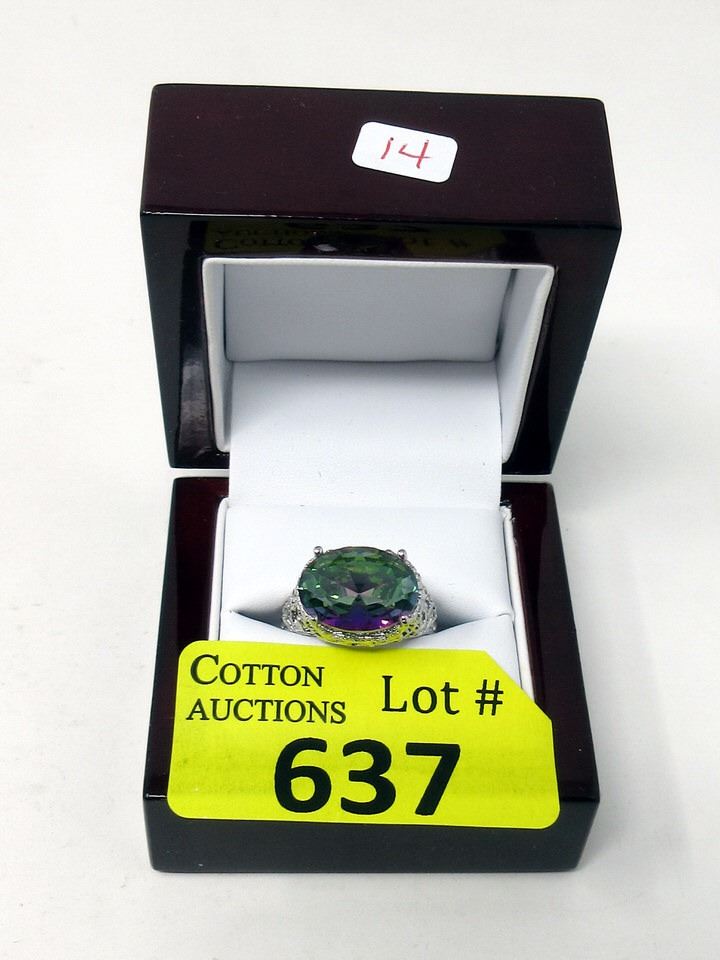 14
COTTON
AUCTIONS
Lot #
637